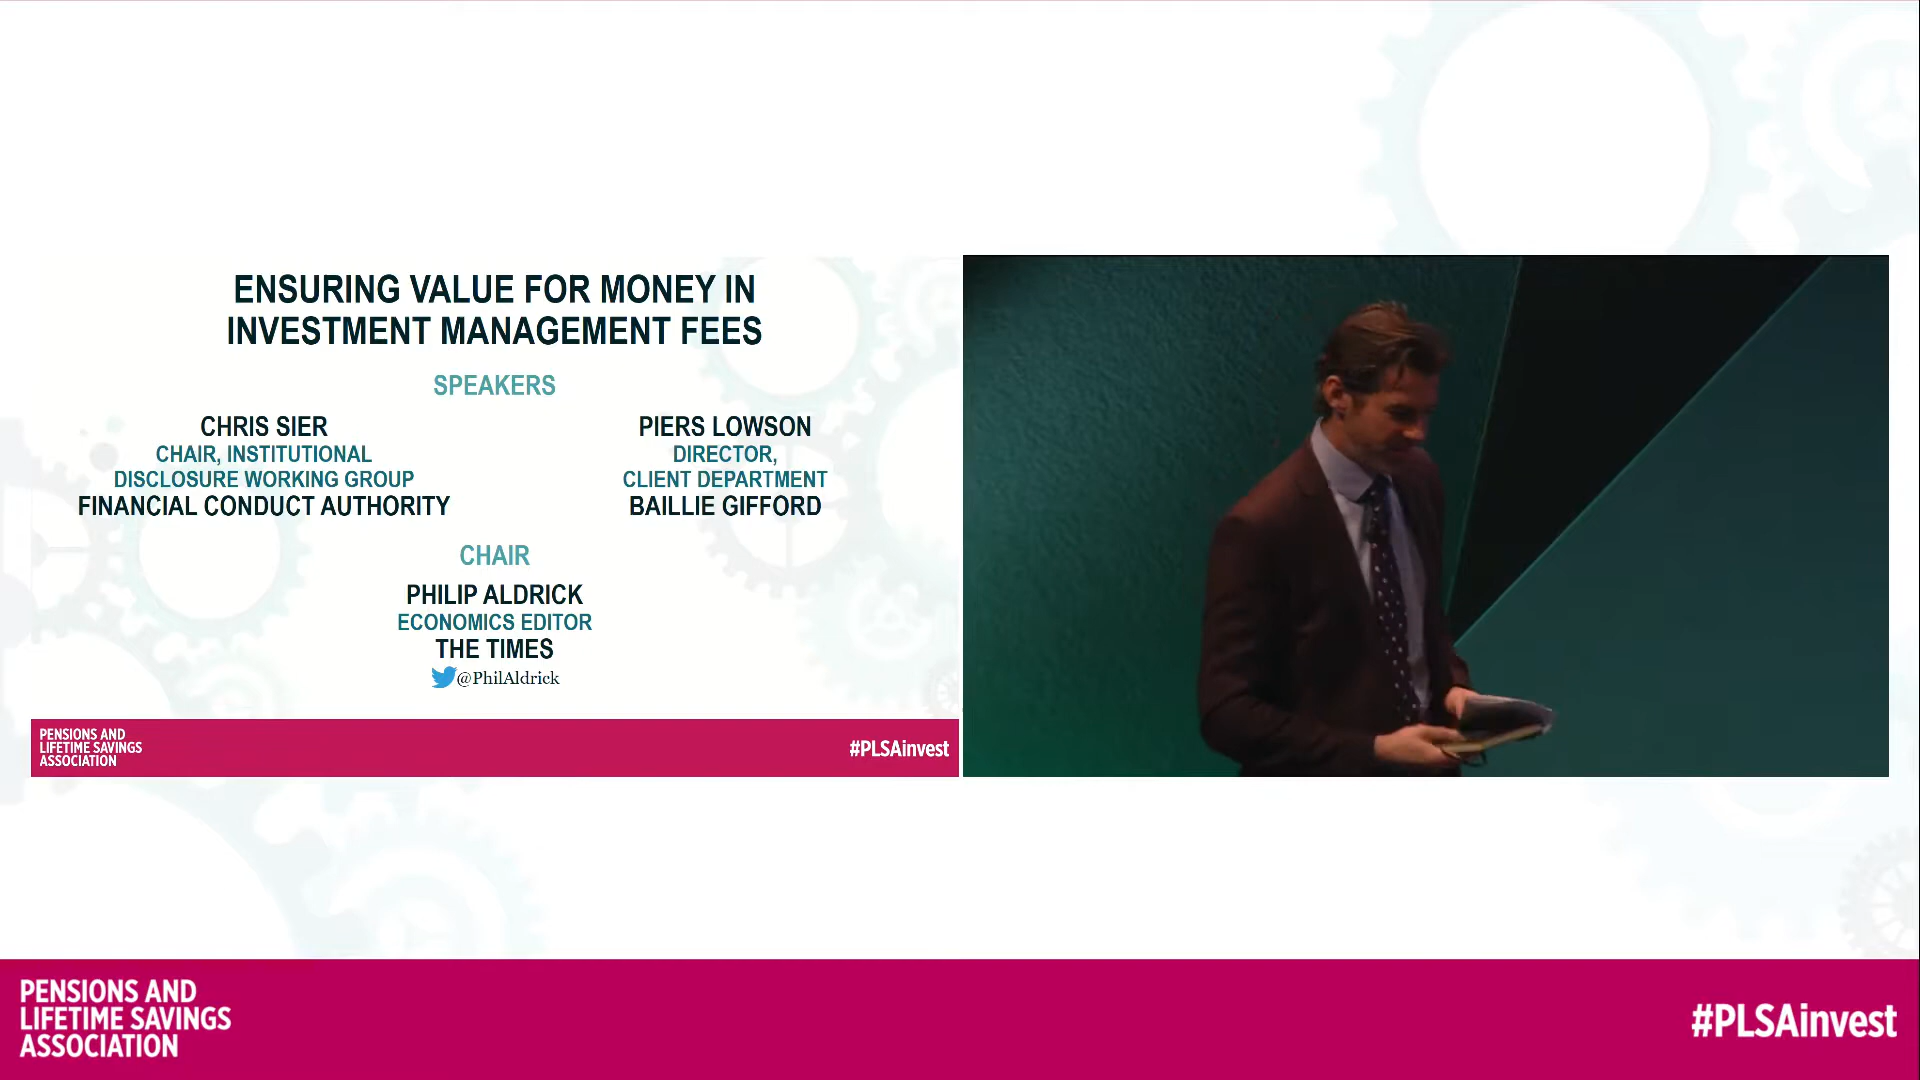 ENSURING VALUE FOR MONEY IN
INVESTMENT MANAGEMENT FEES
SPEAKERS
CHRIS SIER
CHAIR, INSTITUTIONAL
DISCLOSURE WORKING GROUP
FINANCIAL CONDUCT AUTHORITY
PIERS LOWSON
DIRECTOR,
CLIENT DEPARTMENT
BAILLIE GIFFORD
CHAIR
PHILIP ALDRICK
ECONOMICS EDITOR
THE TIMES
@PhilAldrick
PENSIONS AND
LIFETIME SAVINGS
ASSOCIATION
#PLSAinvest
PENSIONS AND
LIFETIME SAVINGS
ASSOCIATION
#PLSAinvest